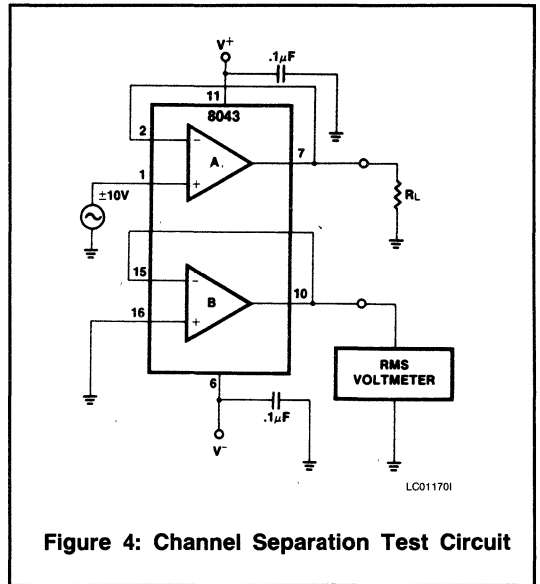 V+
.1μF
11
8043
2
−
A
7
1
+
±10V
RL
15
−
B
10
16
+
RMS
VOLTMETER
6
.1μF
V−
LC01170I
Figure 4: Channel Separation Test Circuit